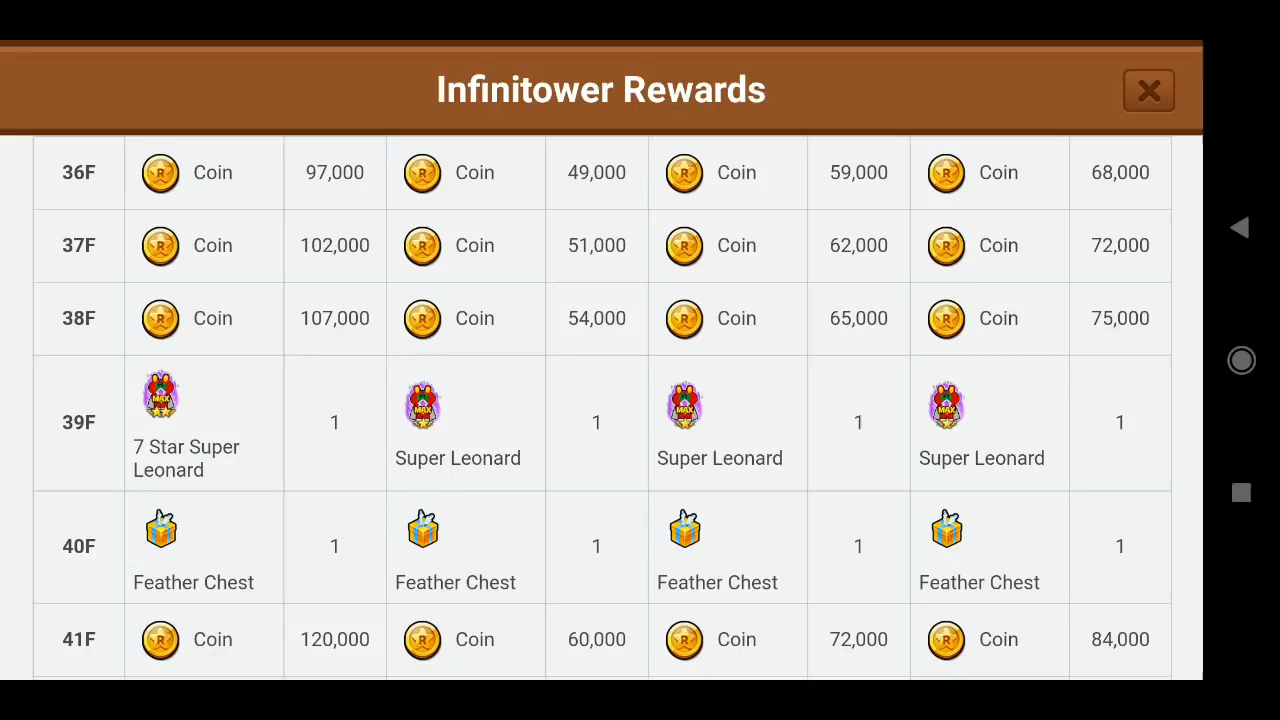 Infinitower Rewards
36F Coin 97,000 Coin 49,000 Coin 59,000 Coin 68,000
37F Coin 102,000 Coin 51,000 Coin 62,000 Coin 72,000
38F Coin 107,000 Coin 54,000 Coin 65,000 Coin 75,000
39F 7 Star Super Leonard 1 Super Leonard 1 Super Leonard 1 Super Leonard 1
40F Feather Chest 1 Feather Chest 1 Feather Chest 1 Feather Chest 1
41F Coin 120,000 Coin 60,000 Coin 72,000 Coin 84,000